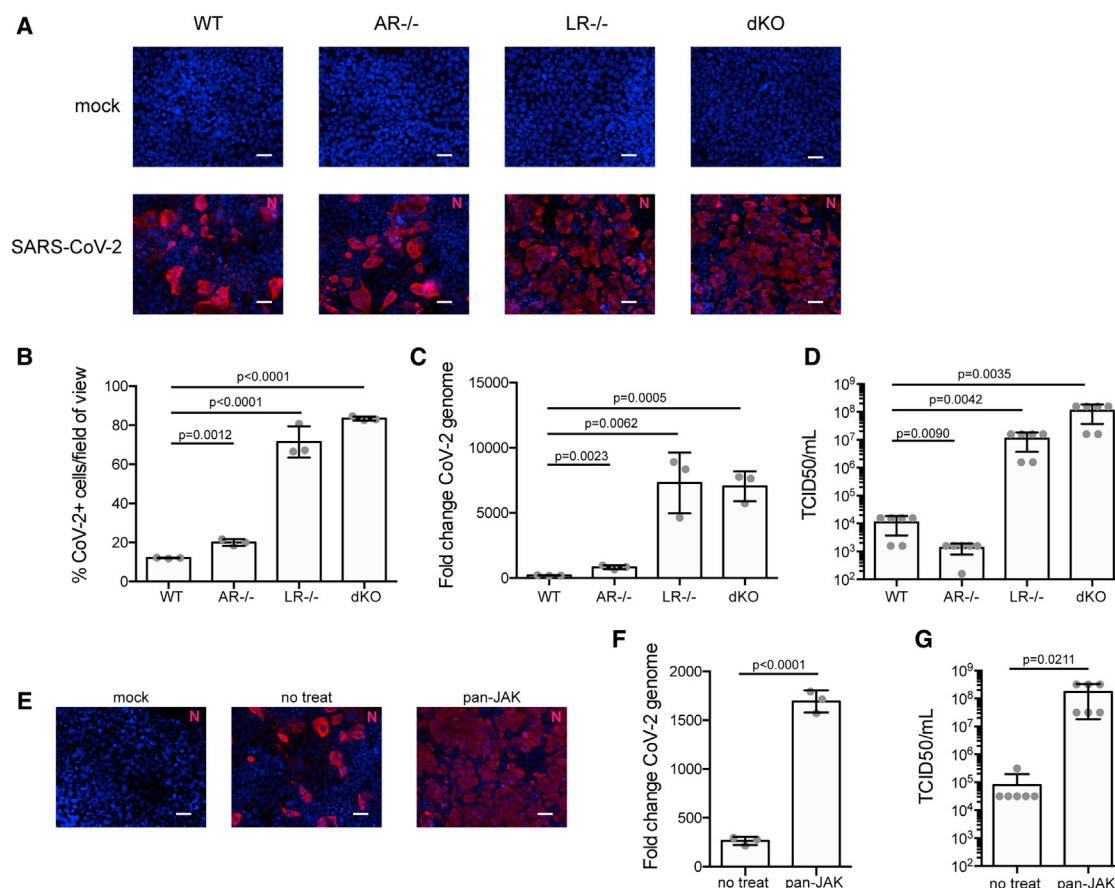 A
WT AR-/- LR-/- dKO
mock
SARS-CoV-2
N N N N
B
% CoV-2+ cells/field of view
100
80
60
40
20
0
p<0.0001
p<0.0001
p=0.0012
WT AR-/- LR-/- dKO
C
Fold change CoV-2 genome
15000
10000
5000
0
p=0.0005
p=0.0062
p=0.0023
WT AR-/- LR-/- dKO
D
TCID50/mL
10⁹
10⁸
10⁷
10⁶
10⁵
10⁴
10³
10²
p=0.0035
p=0.0042
p=0.0090
WT AR-/- LR-/- dKO
E
mock no treat pan-JAK
N N N
F
Fold change CoV-2 genome
2000
1500
1000
500
0
p<0.0001
no treat pan-JAK
G
TCID50/mL
10⁹
10⁸
10⁷
10⁶
10⁵
10⁴
10³
10²
p=0.0211
no treat pan-JAK